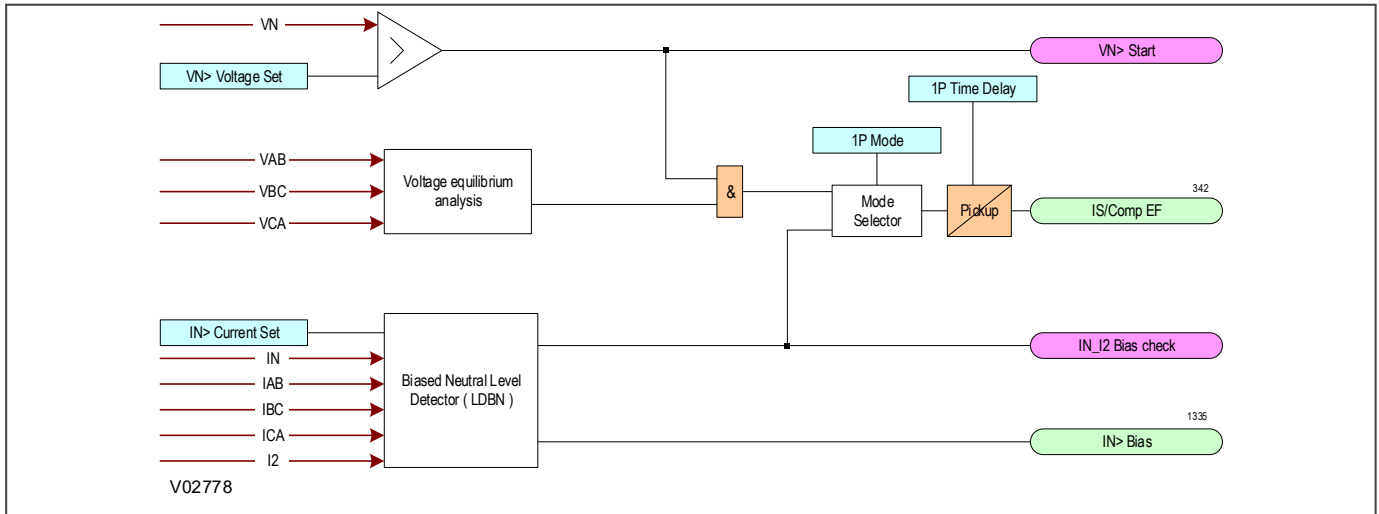 VN
VN> Start
VN> Voltage Set
1P Time Delay
1P Mode
VAB
VBC
VCA
Voltage equilibrium
analysis
&
Mode
Selector
Pickup
342
IS/Comp EF
IN> Current Set
IN
IAB
IBC
ICA
I2
Biased Neutral Level
Detector ( LDBN )
IN_I2 Bias check
1335
IN> Bias
V02778